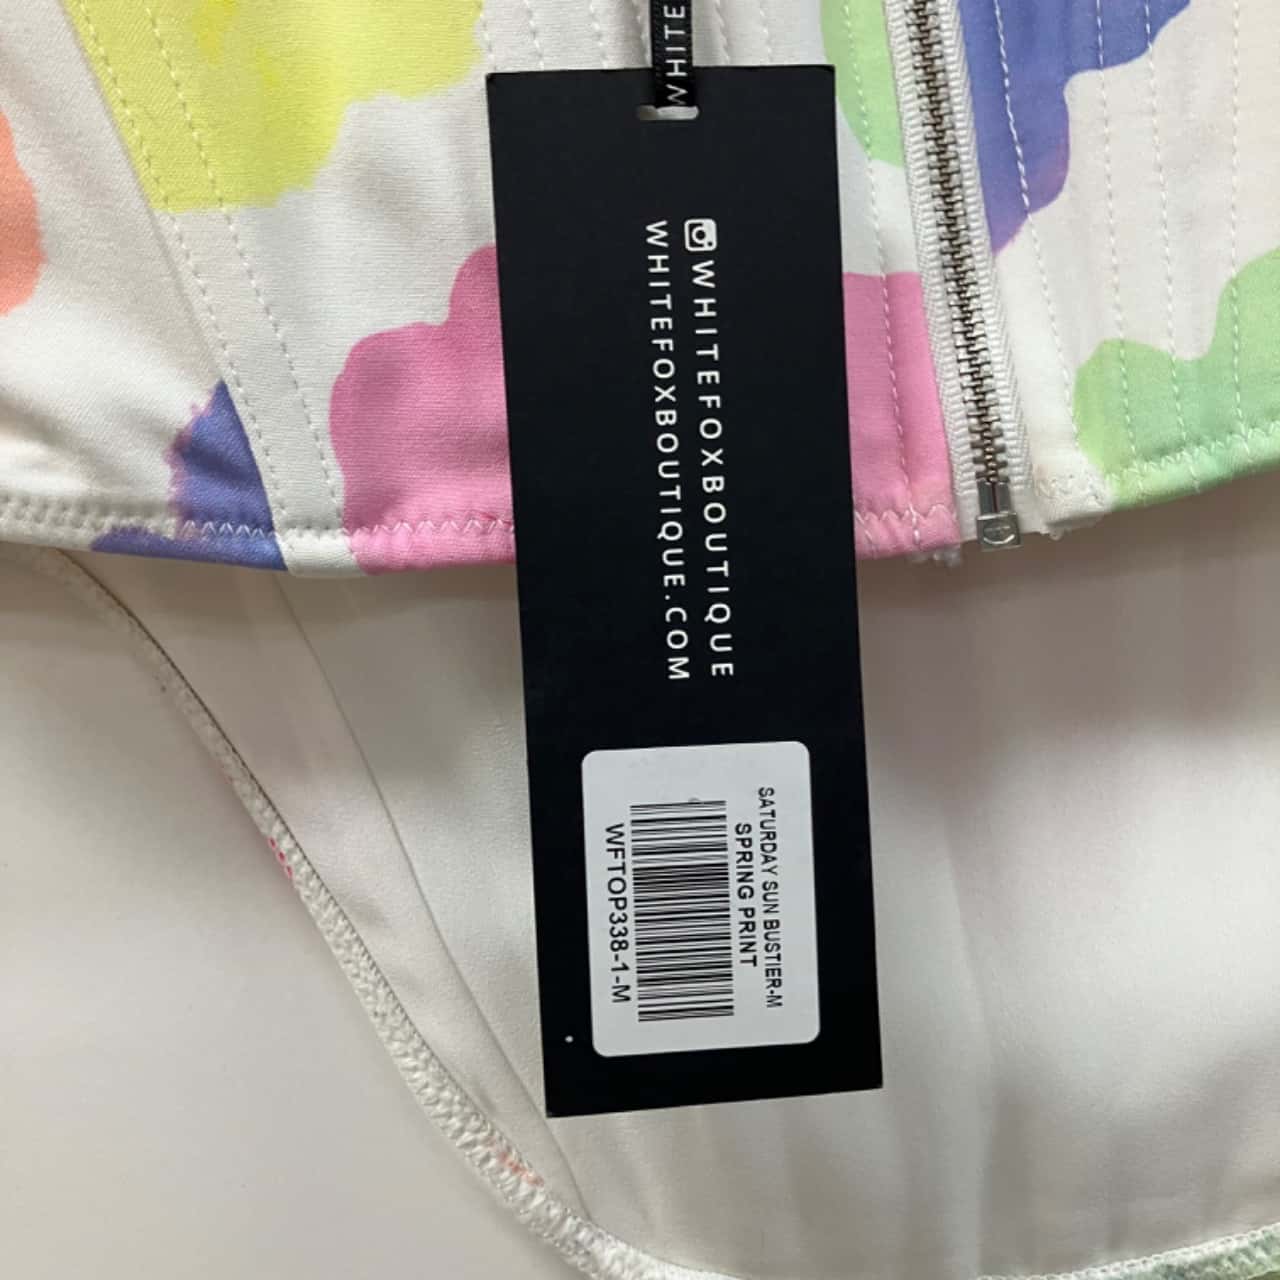 WHITE
WHITEFOXBOUTIQUE
WHITEFOXBOUTIQUE.COM
SATURDAY SUN BUSTIER-M
SPRING PRINT
WFTOP338-1-M